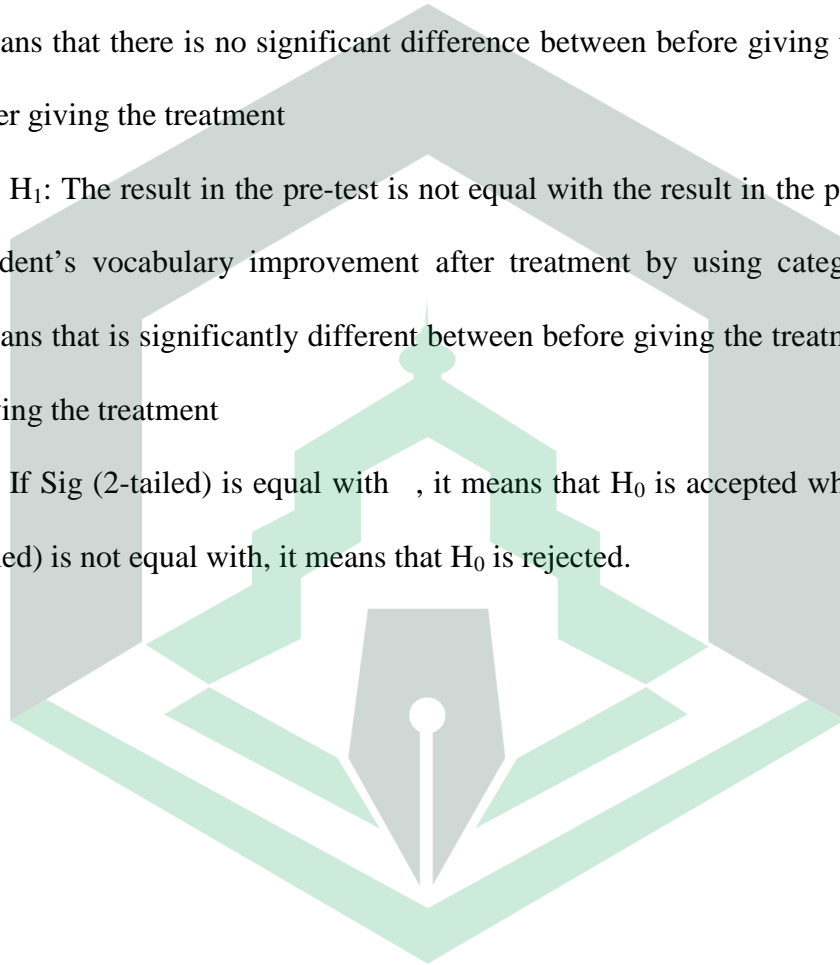 ans that there is no significant difference between before giving
er giving the treatment
H₁: The result in the pre-test is not equal with the result in the p
dent’s vocabulary improvement after treatment by using categ
ans that is significantly different between before giving the treatm
ing the treatment
If Sig (2-tailed) is equal with , it means that H₀ is accepted wh
ed) is not equal with, it means that H₀ is rejected.